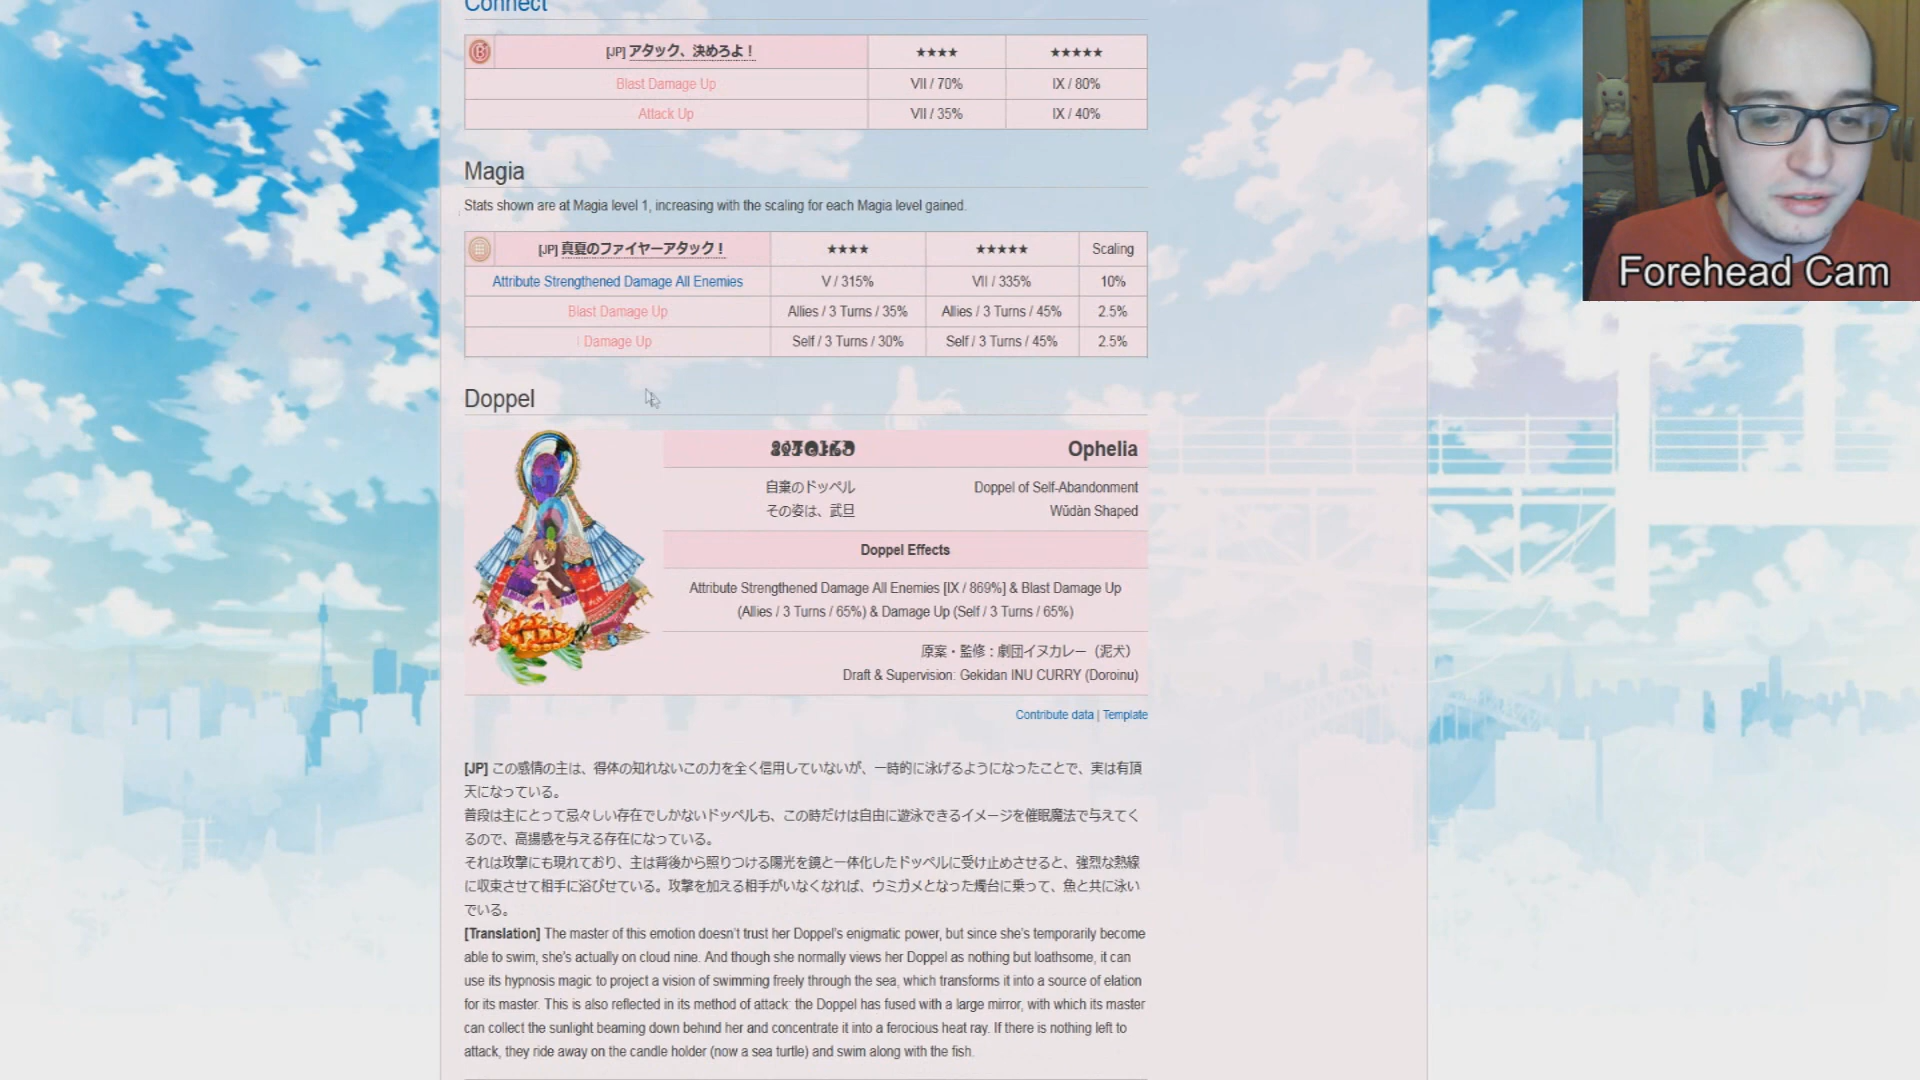 Connect
[JP] アタック、決めろよ！ ★★★★ ★★★★★
Blast Damage Up VII / 70% IX / 80%
Attack Up VII / 35% IX / 40%
Magia
Stats shown are at Magia level 1, increasing with the scaling for each Magia level gained.
[JP] 真夏のファイヤーアタック！ ★★★★ ★★★★★ Scaling
Attribute Strengthened Damage All Enemies V / 315% VII / 335% 10%
Blast Damage Up Allies / 3 Turns / 35% Allies / 3 Turns / 45% 2.5%
Damage Up Self / 3 Turns / 30% Self / 3 Turns / 45% 2.5%
Doppel
Ophelia
自棄のドッペル Doppel of Self-Abandonment
その姿は、武旦 Wǔdàn Shaped
Doppel Effects
Attribute Strengthened Damage All Enemies [IX / 869%] & Blast Damage Up
(Allies / 3 Turns / 65%) & Damage Up (Self / 3 Turns / 65%)
原案・監修：劇団イヌカレー（泥犬）
Draft & Supervision: Gekidan INU CURRY (Doroinu)
Contribute data | Template
[JP] この感情の主は、得体の知れないこの力を全く信用していないが、一時的に泳げるようになったことで、実は有頂
天になっている。
普段は主にとって忌々しい存在でしかないドッペルも、この時だけは自由に遊泳できるイメージを催眠魔法で与えてく
るので、高揚感を与える存在になっている。
それは攻撃にも現れており、主は背後から照りつける陽光を鏡と一体化したドッペルに受け止めさせると、強烈な熱線
に収束させて相手に浴びせている。攻撃を加える相手がいなくなれば、ウミガメとなった燭台に乗って、魚と共に泳い
でいる。
[Translation] The master of this emotion doesn't trust her Doppel's enigmatic power, but since she's temporarily become
able to swim, she's actually on cloud nine. And though she normally views her Doppel as nothing but loathsome, it can
use its hypnosis magic to project a vision of swimming freely through the sea, which transforms it into a source of elation
for its master. This is also reflected in its method of attack: the Doppel has fused with a large mirror, with which its master
can collect the sunlight beaming down behind her and concentrate it into a ferocious heat ray. If there is nothing left to
attack, they ride away on the candle holder (now a sea turtle) and swim along with the fish.
Forehead Cam